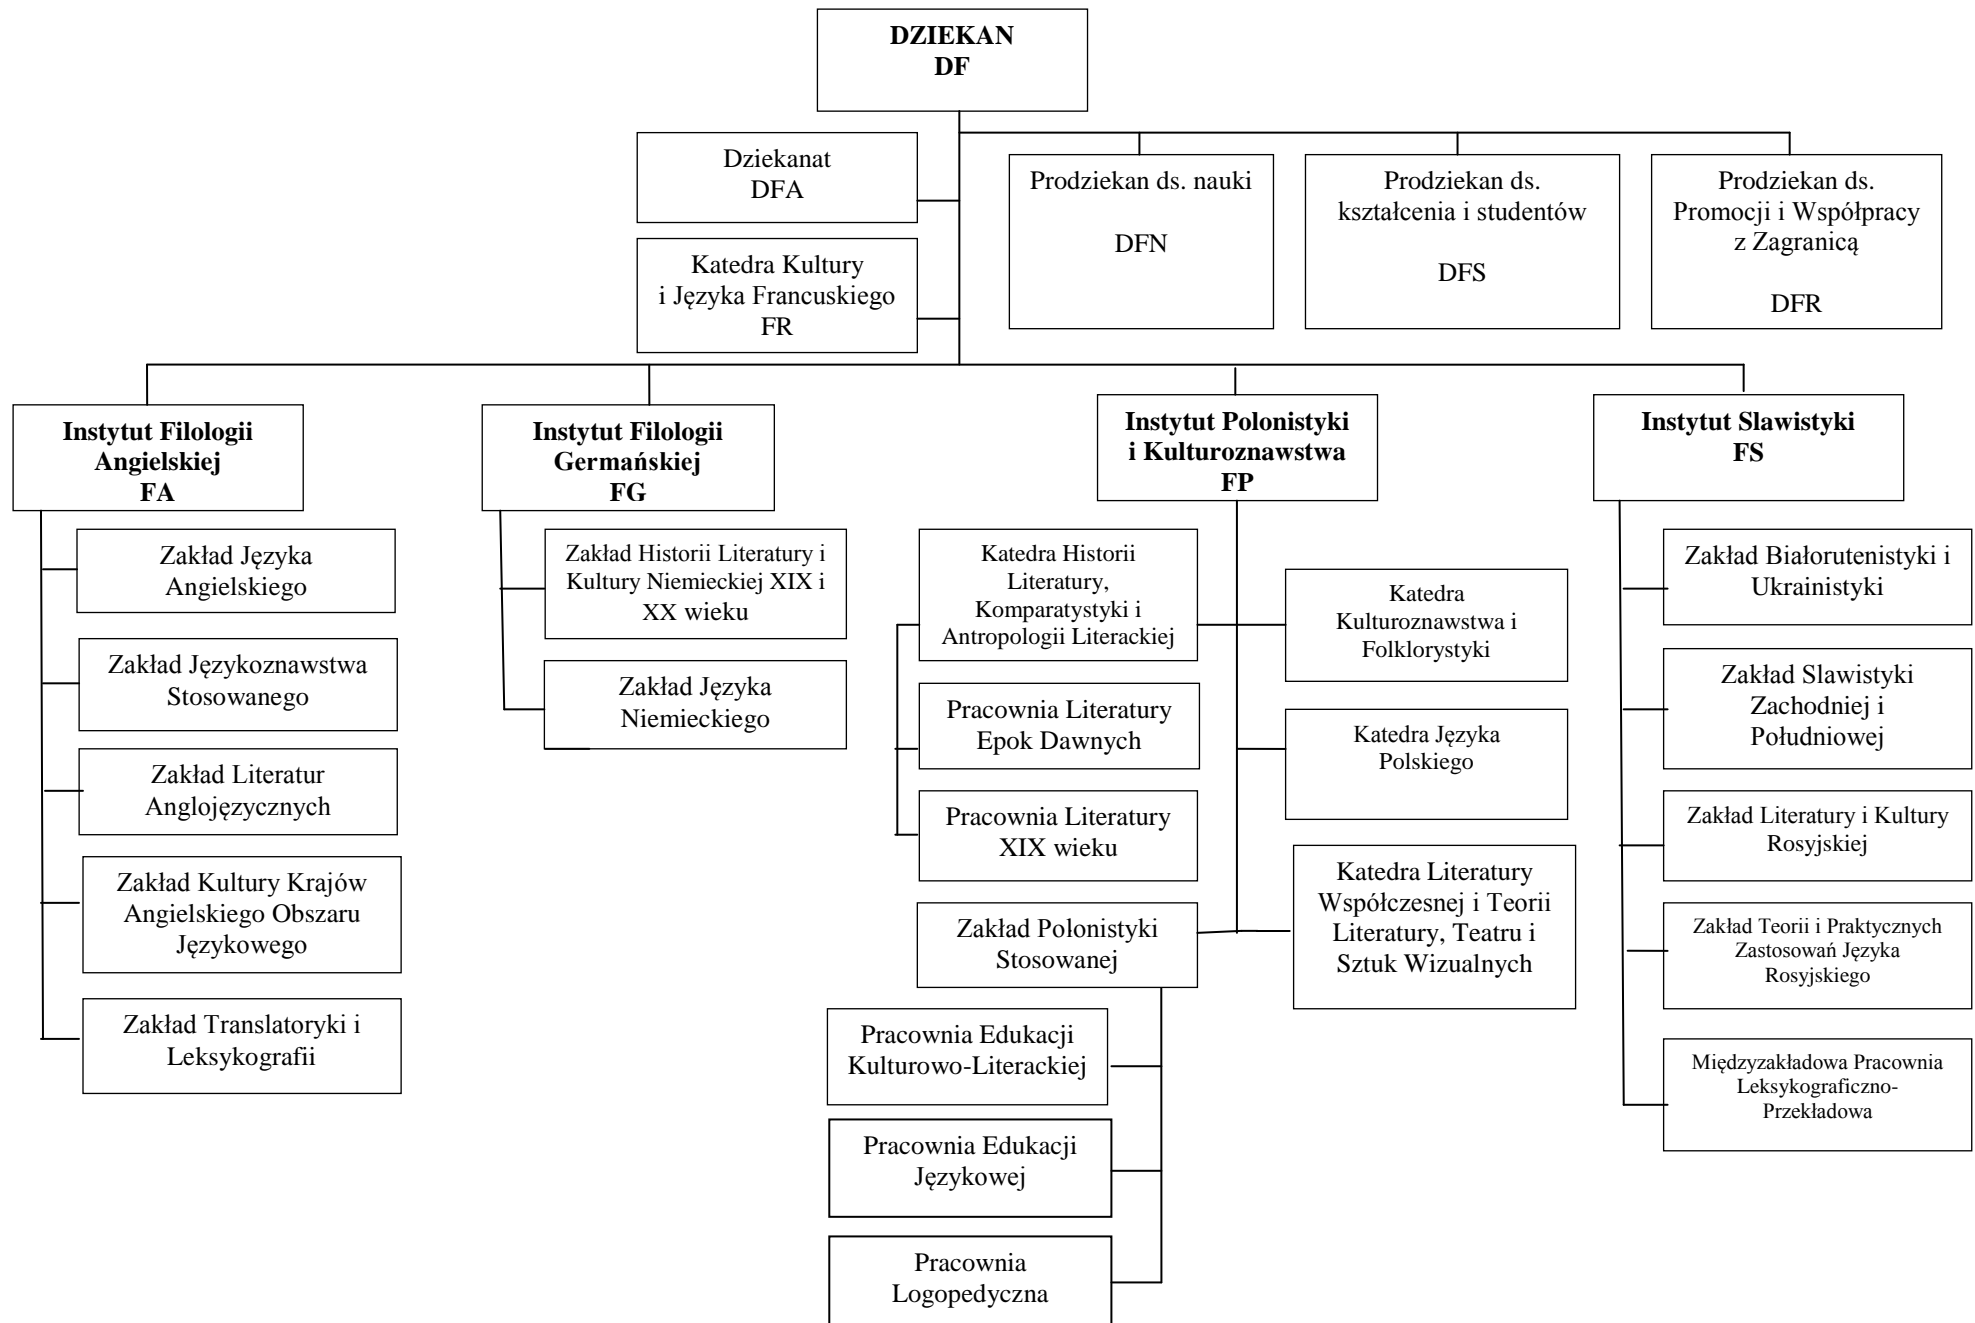 DZIEKAN
DF
Dziekanat
DFA
Prodziekan ds. nauki
DFN
Prodziekan ds.
kształcenia i studentów
DFS
Prodziekan ds.
Promocji i Współpracy
z Zagranicą
DFR
Katedra Kultury
i Języka Francuskiego
FR
Instytut Filologii
Angielskiej
FA
Zakład Języka
Angielskiego
Zakład Językoznawstwa
Stosowanego
Zakład Literatur
Anglojęzycznych
Zakład Kultury Krajów
Angielskiego Obszaru
Językowego
Zakład Translatoryki i
Leksykografii
Instytut Filologii
Germańskiej
FG
Zakład Historii Literatury i
Kultury Niemieckiej XIX i
XX wieku
Zakład Języka
Niemieckiego
Instytut Polonistyki
i Kulturoznawstwa
FP
Katedra Historii
Literatury,
Komparatystyki i
Antropologii Literackiej
Pracownia Literatury
Epok Dawnych
Pracownia Literatury
XIX wieku
Zakład Polonistyki
Stosowanej
Pracownia Edukacji
Kulturowo-Literackiej
Pracownia Edukacji
Językowej
Pracownia
Logopedyczna
Katedra
Kulturoznawstwa i
Folklorystyki
Katedra Języka
Polskiego
Katedra Literatury
Współczesnej i Teorii
Literatury, Teatru i
Sztuk Wizualnych
Instytut Slawistyki
FS
Zakład Białorutenistyki i
Ukrainistyki
Zakład Slawistyki
Zachodniej i
Południowej
Zakład Literatury i Kultury
Rosyjskiej
Zakład Teorii i Praktycznych
Zastosowań Języka
Rosyjskiego
Międzyzakładowa Pracownia
Leksykograficzno-
Przekładowa